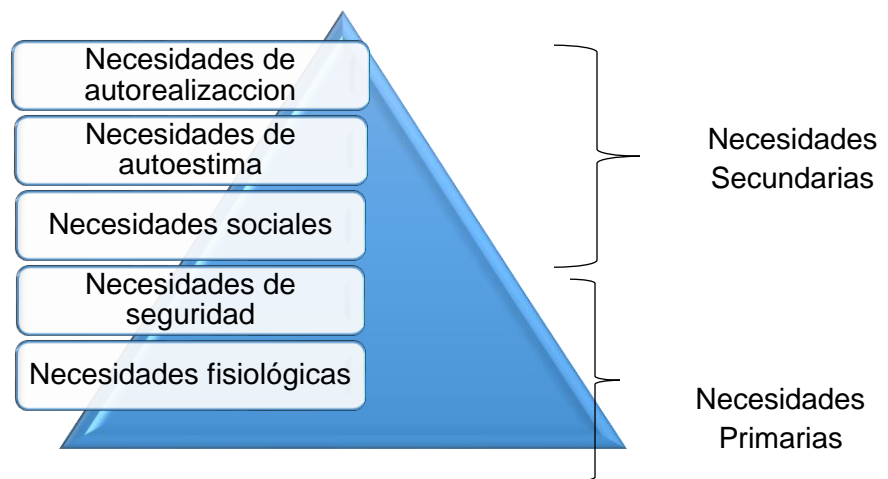 Necesidades de
autorealizaccion
Necesidades de
autoestima
Necesidades sociales
Necesidades de
seguridad
Necesidades fisiológicas
Necesidades
Secundarias
Necesidades
Primarias